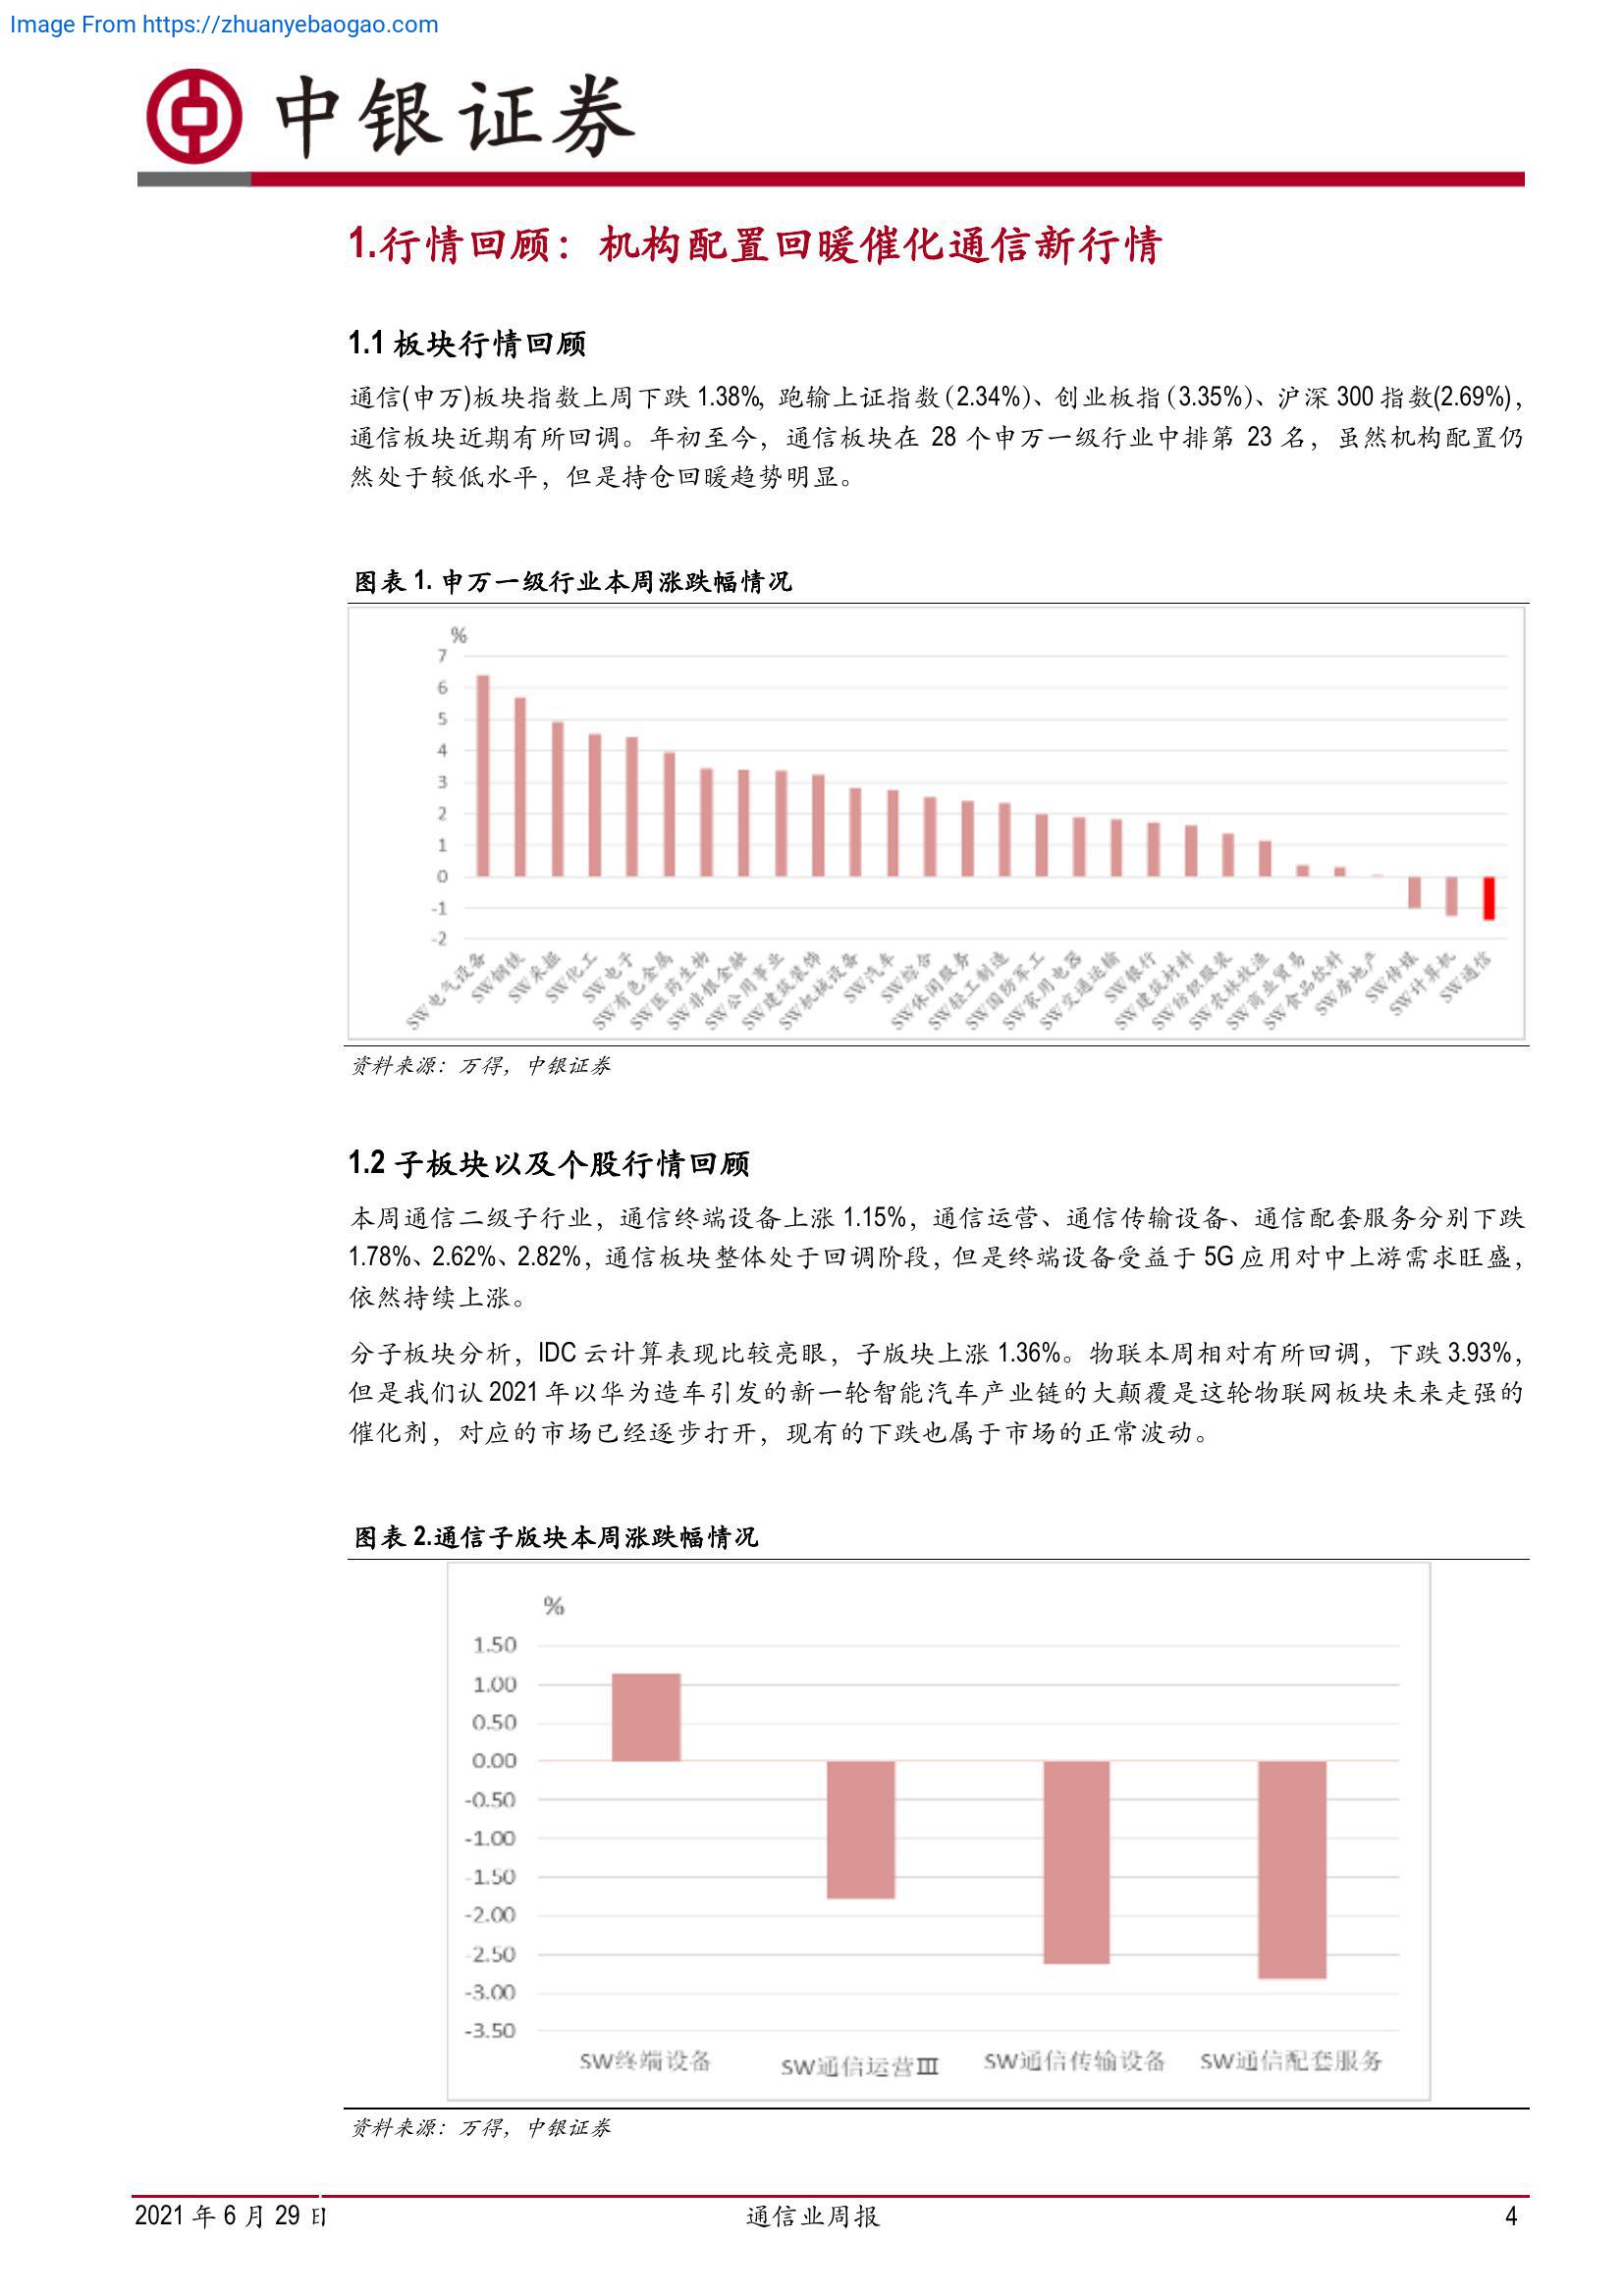 Image From https://zhuanyebaogao.com
中银证券
1.行情回顾：机构配置回暖催化通信新行情
1.1 板块行情回顾
通信(申万)板块指数上周下跌 1.38%, 跑输上证指数（2.34%）、创业板指（3.35%）、沪深 300 指数(2.69%)，
通信板块近期有所回调。年初至今，通信板块在 28 个申万一级行业中排第 23 名，虽然机构配置仍
然处于较低水平，但是持仓回暖趋势明显。
图表 1. 申万一级行业本周涨跌幅情况
%
7
6
5
4
3
2
1
0
-1
-2
SW电气设备
SW钢铁
SW采掘
SW化工
SW电子
SW有色金属
SW医药生物
SW非银金融
SW公用事业
SW建筑装饰
SW机械设备
SW汽车
SW综合
SW休闲服务
SW轻工制造
SW国防军工
SW家用电器
SW交通运输
SW银行
SW建筑材料
SW纺织服装
SW农林牧渔
SW商业贸易
SW食品饮料
SW房地产
SW传媒
SW计算机
SW通信
资料来源：万得，中银证券
1.2 子板块以及个股行情回顾
本周通信二级子行业，通信终端设备上涨 1.15%，通信运营、通信传输设备、通信配套服务分别下跌
1.78%、2.62%、2.82%，通信板块整体处于回调阶段，但是终端设备受益于 5G 应用对中上游需求旺盛，
依然持续上涨。
分子板块分析，IDC 云计算表现比较亮眼，子版块上涨 1.36%。物联本周相对有所回调，下跌 3.93%，
但是我们认 2021 年以华为造车引发的新一轮智能汽车产业链的大颠覆是这轮物联网板块未来走强的
催化剂，对应的市场已经逐步打开，现有的下跌也属于市场的正常波动。
图表 2.通信子版块本周涨跌幅情况
%
1.50
1.00
0.50
0.00
-0.50
-1.00
-1.50
-2.00
-2.50
-3.00
-3.50
SW终端设备
SW通信运营Ⅲ
SW通信传输设备
SW通信配套服务
资料来源：万得，中银证券
2021 年 6 月 29 日
通信业周报
4